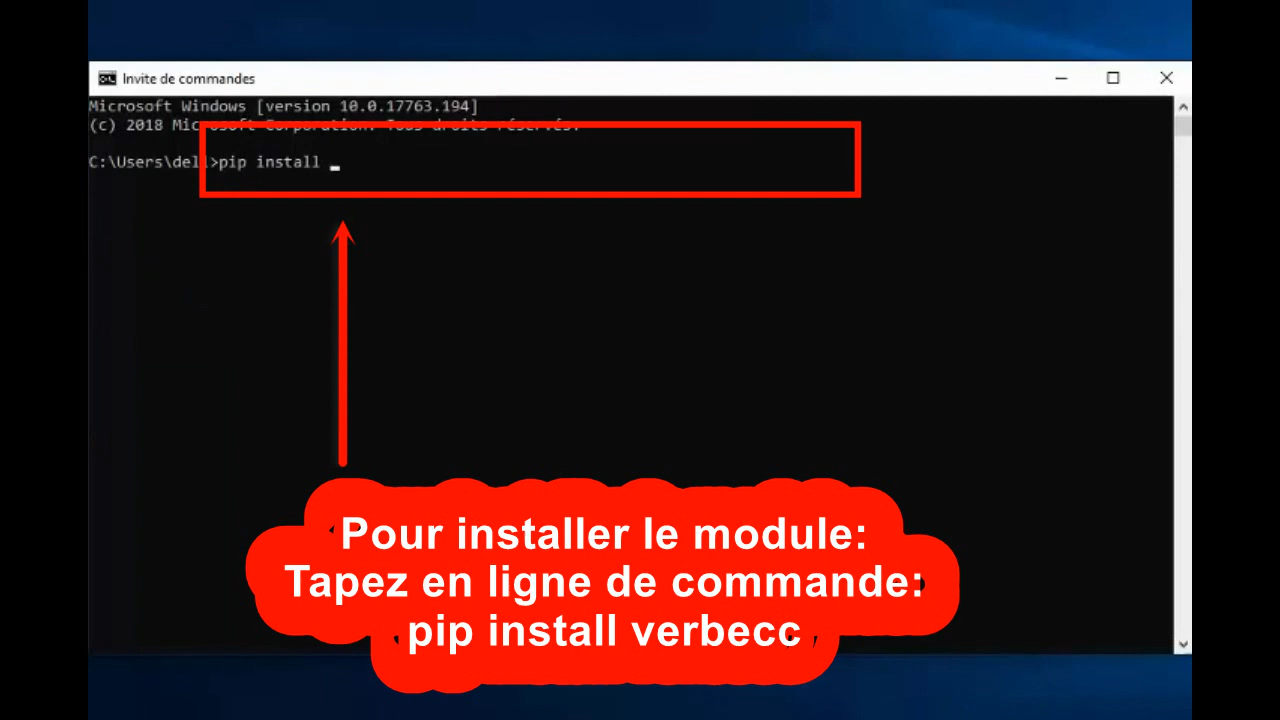 Invite de commandes
Microsoft Windows [version 10.0.17763.194]
(c) 2018 Microsoft Corporation. Tous droits réservés.
C:\Users\dell>pip install _
Pour installer le module:
Tapez en ligne de commande:
pip install verbecc